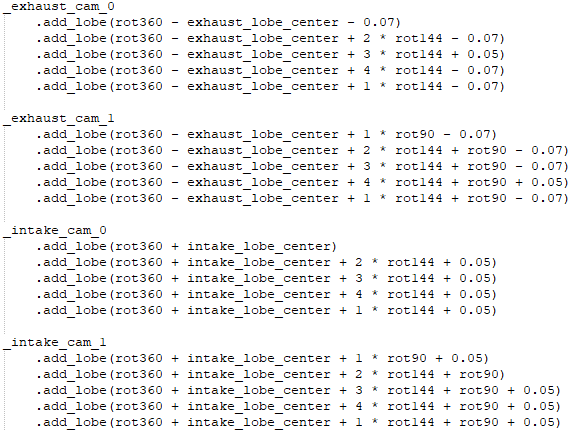 _exhaust_cam_0
.add_lobe(rot360 - exhaust_lobe_center - 0.07)
.add_lobe(rot360 - exhaust_lobe_center + 2 * rot144 - 0.07)
.add_lobe(rot360 - exhaust_lobe_center + 3 * rot144 + 0.05)
.add_lobe(rot360 - exhaust_lobe_center + 4 * rot144 - 0.07)
.add_lobe(rot360 - exhaust_lobe_center + 1 * rot144 - 0.07)
_exhaust_cam_1
.add_lobe(rot360 - exhaust_lobe_center + 1 * rot90 - 0.07)
.add_lobe(rot360 - exhaust_lobe_center + 2 * rot144 + rot90 - 0.07)
.add_lobe(rot360 - exhaust_lobe_center + 3 * rot144 + rot90 - 0.07)
.add_lobe(rot360 - exhaust_lobe_center + 4 * rot144 + rot90 + 0.05)
.add_lobe(rot360 - exhaust_lobe_center + 1 * rot144 + rot90 - 0.07)
_intake_cam_0
.add_lobe(rot360 + intake_lobe_center)
.add_lobe(rot360 + intake_lobe_center + 2 * rot144 + 0.05)
.add_lobe(rot360 + intake_lobe_center + 3 * rot144 + 0.05)
.add_lobe(rot360 + intake_lobe_center + 4 * rot144 + 0.05)
.add_lobe(rot360 + intake_lobe_center + 1 * rot144 + 0.05)
_intake_cam_1
.add_lobe(rot360 + intake_lobe_center + 1 * rot90 + 0.05)
.add_lobe(rot360 + intake_lobe_center + 2 * rot144 + rot90)
.add_lobe(rot360 + intake_lobe_center + 3 * rot144 + rot90 + 0.05)
.add_lobe(rot360 + intake_lobe_center + 4 * rot144 + rot90 + 0.05)
.add_lobe(rot360 + intake_lobe_center + 1 * rot144 + rot90 + 0.05)